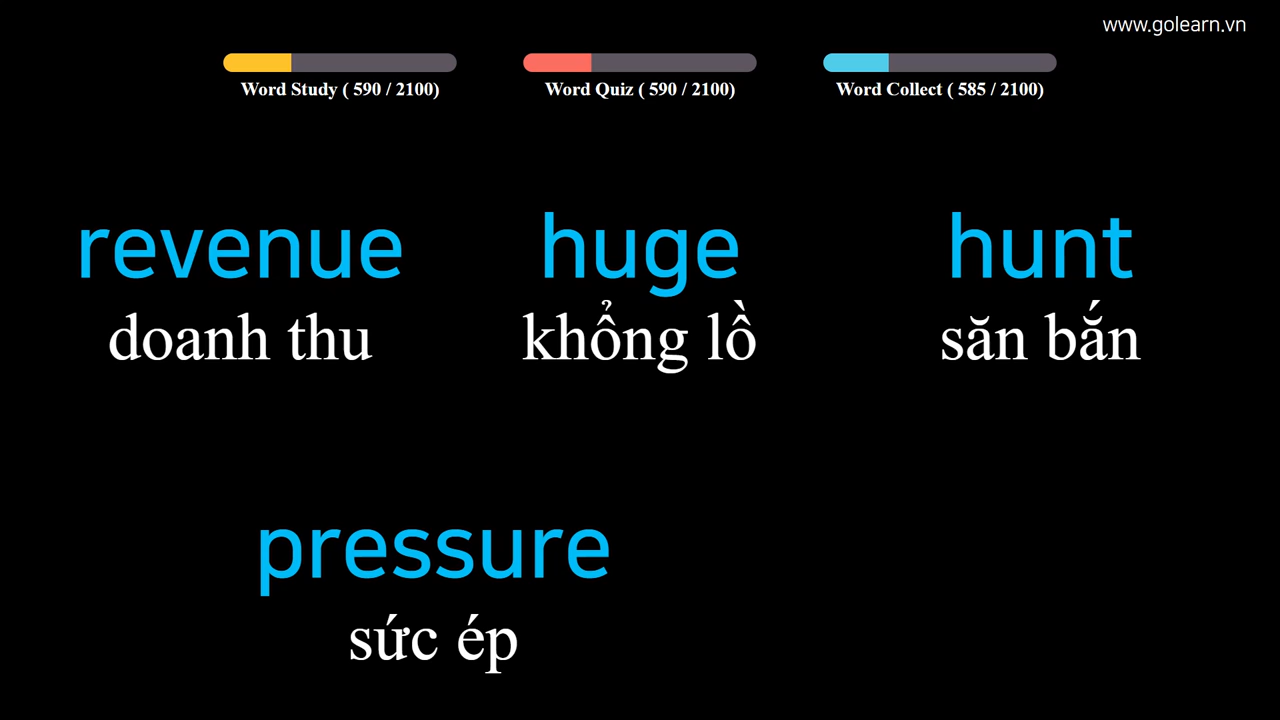 www.golearn.vn
Word Study ( 590 / 2100) Word Quiz ( 590 / 2100) Word Collect ( 585 / 2100)
revenue huge hunt
doanh thu khổng lồ săn bắn
pressure
sức ép